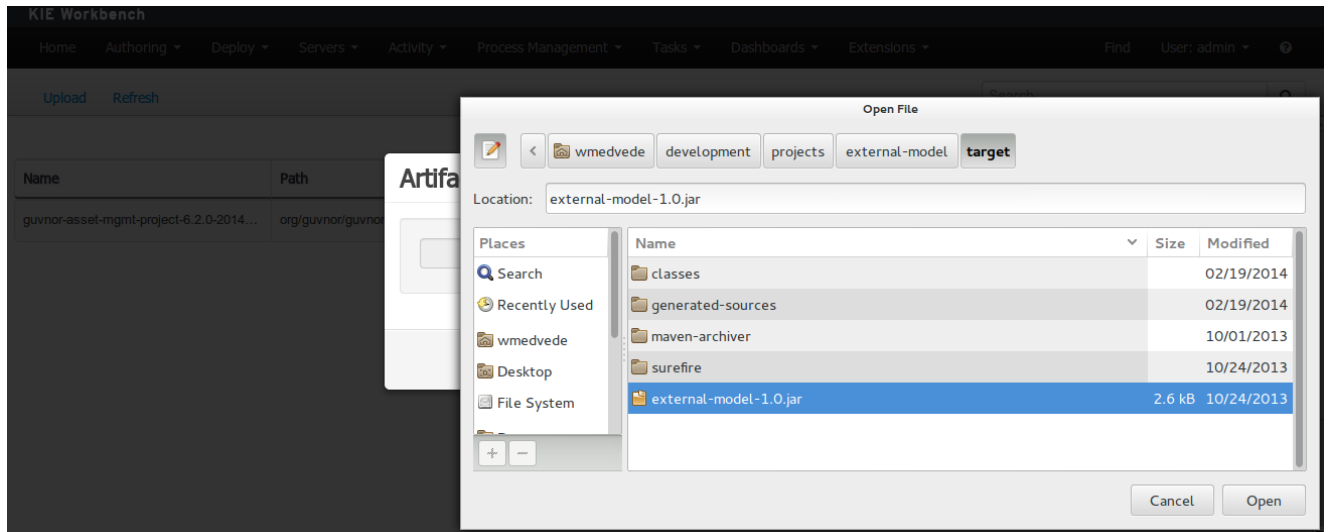 KIE Workbench
Home Authoring Deploy Servers Activity Process Management Tasks Dashboards Extensions Find User: admin
Upload Refresh Search
Open File
wmedvede development projects external-model target
Name Path Artifa
Location: external-model-1.0.jar
guvnor-asset-mgmt-project-6.2.0-2014... org/guvnor/guvnor
Places Name Size Modified
Search classes 02/19/2014
Recently Used generated-sources 02/19/2014
wmedvede maven-archiver 10/01/2013
Desktop surefire 10/24/2013
File System external-model-1.0.jar 2.6 kB 10/24/2013
+ −
Cancel Open